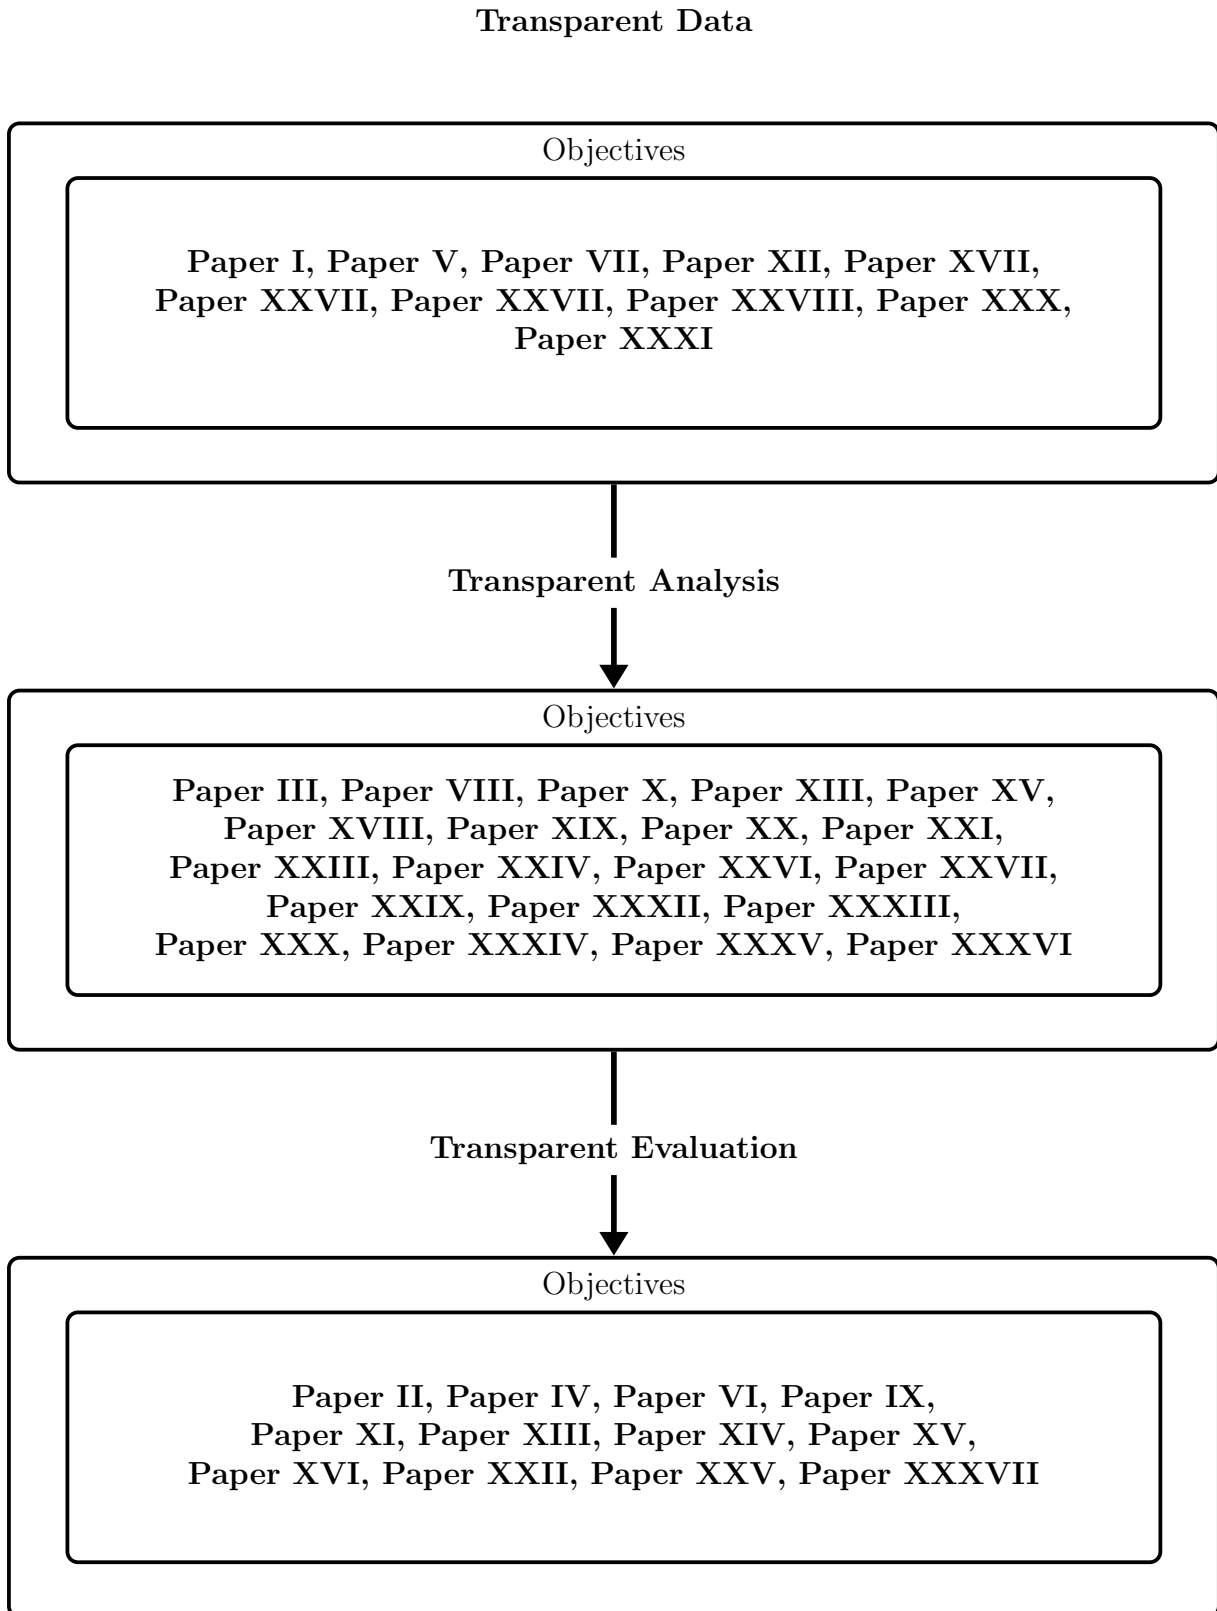 Transparent Data
Objectives
Paper I, Paper V, Paper VII, Paper XII, Paper XVII,
Paper XXVII, Paper XXVII, Paper XXVIII, Paper XXX,
Paper XXXI
Transparent Analysis
Objectives
Paper III, Paper VIII, Paper X, Paper XIII, Paper XV,
Paper XVIII, Paper XIX, Paper XX, Paper XXI,
Paper XXIII, Paper XXIV, Paper XXVI, Paper XXVII,
Paper XXIX, Paper XXXII, Paper XXXIII,
Paper XXX, Paper XXXIV, Paper XXXV, Paper XXXVI
Transparent Evaluation
Objectives
Paper II, Paper IV, Paper VI, Paper IX,
Paper XI, Paper XIII, Paper XIV, Paper XV,
Paper XVI, Paper XXII, Paper XXV, Paper XXXVII